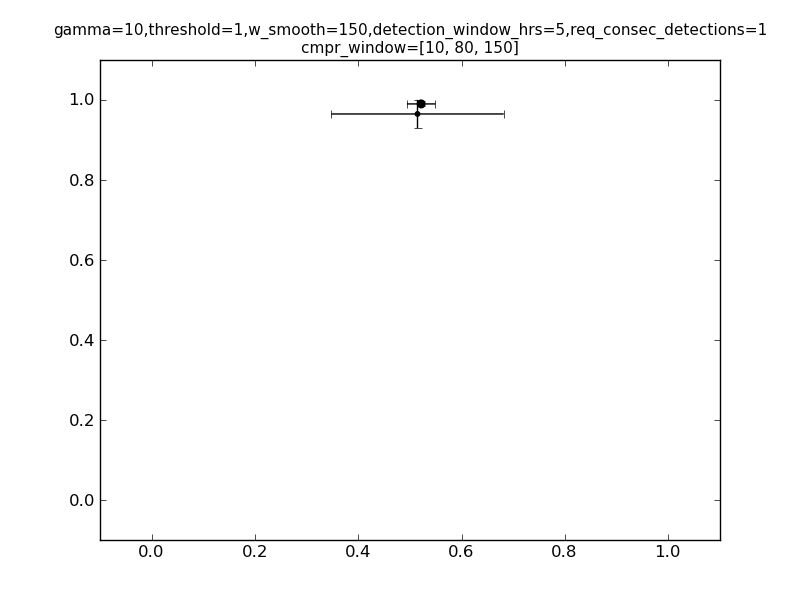 gamma=10,threshold=1,w_smooth=150,detection_window_hrs=5,req_consec_detections=1
cmpr_window=[10, 80, 150]
1.0
0.8
0.6
0.4
0.2
0.0
0.0 0.2 0.4 0.6 0.8 1.0